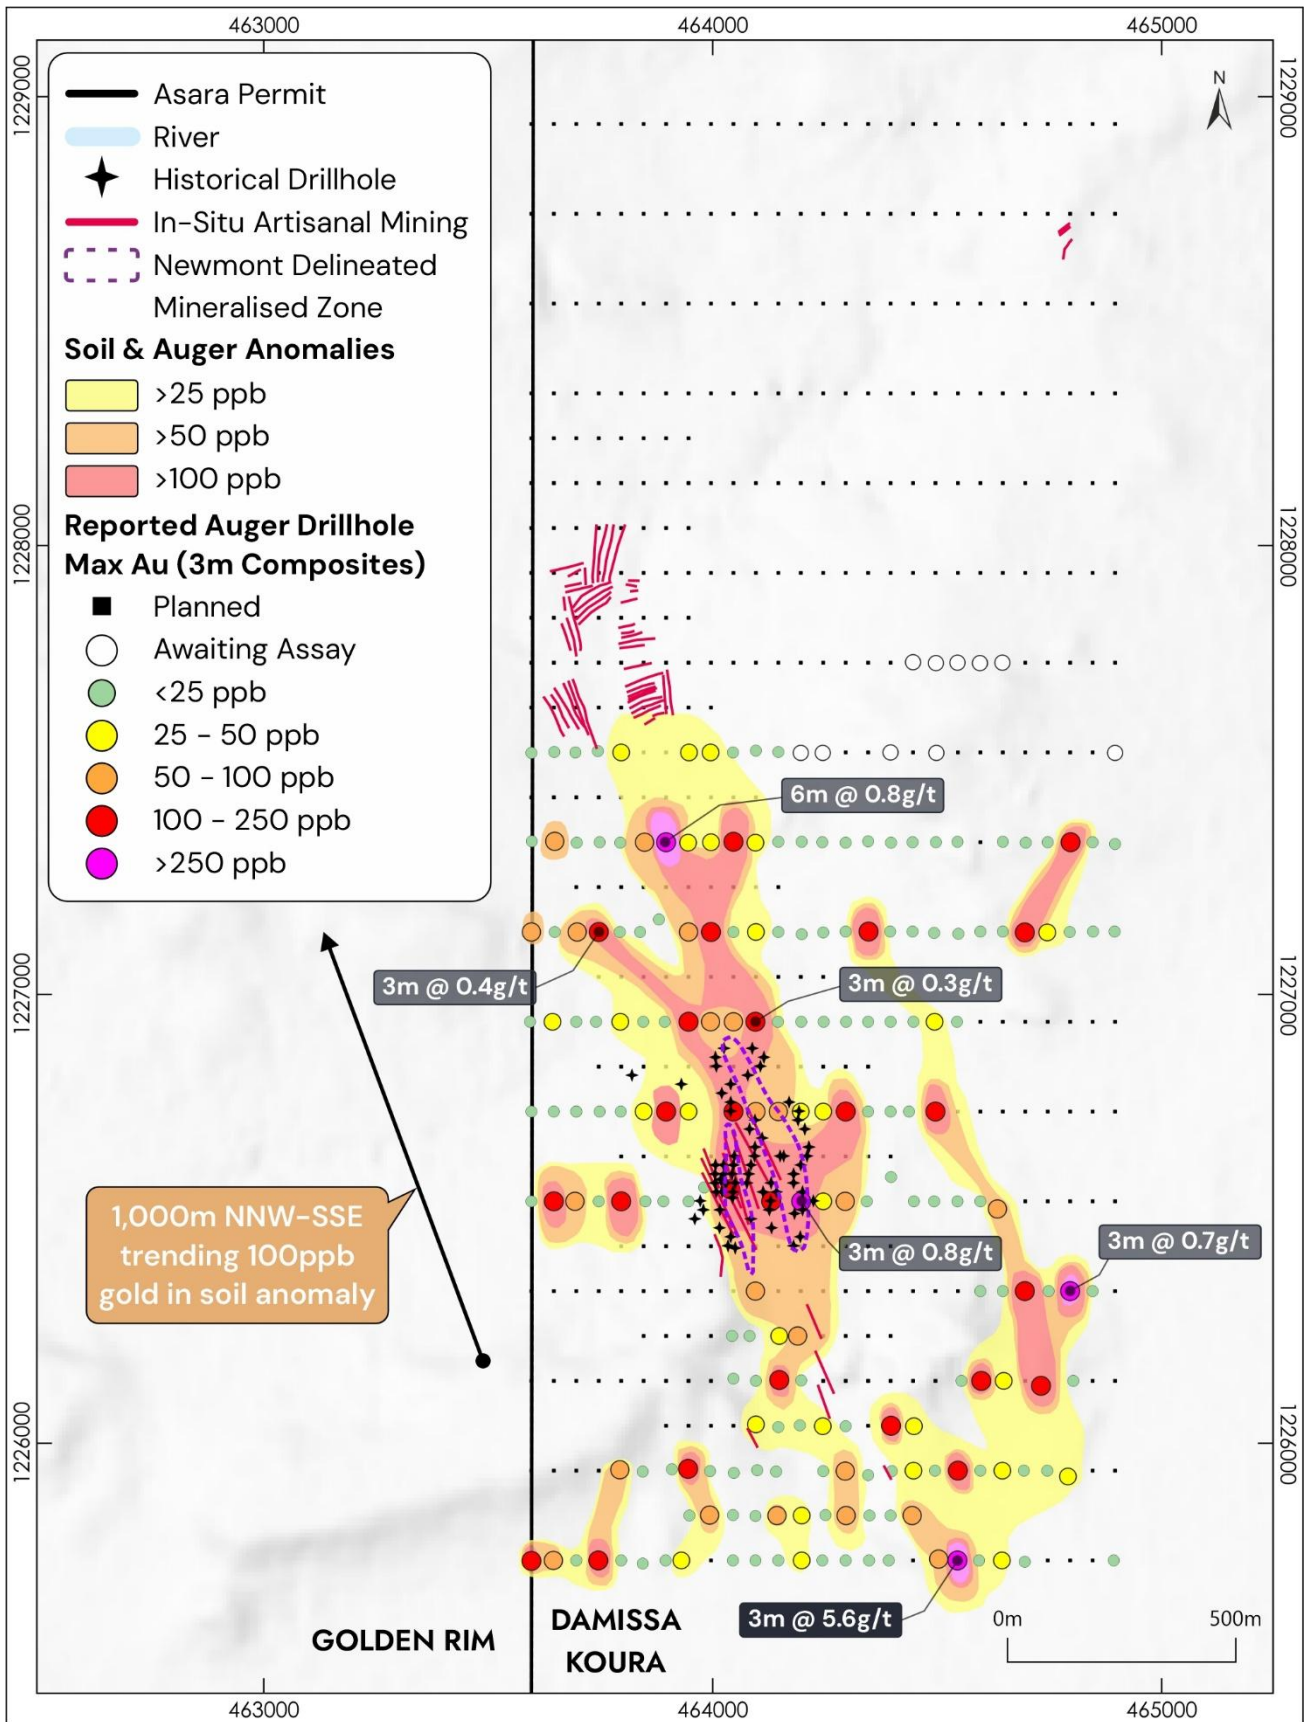 463000
464000
465000
1229000
1229000
N
Asara Permit
River
Historical Drillhole
In-Situ Artisanal Mining
Newmont Delineated
Mineralised Zone
Soil & Auger Anomalies
>25 ppb
>50 ppb
>100 ppb
Reported Auger Drillhole
Max Au (3m Composites)
Planned
Awaiting Assay
<25 ppb
25 - 50 ppb
50 - 100 ppb
100 - 250 ppb
>250 ppb
1228000
1228000
6m @ 0.8g/t
3m @ 0.4g/t
3m @ 0.3g/t
1227000
1227000
1,000m NNW-SSE
trending 100ppb
gold in soil anomaly
3m @ 0.8g/t
3m @ 0.7g/t
1226000
1226000
3m @ 5.6g/t
0m
500m
GOLDEN RIM
DAMISSA
KOURA
463000
464000
465000